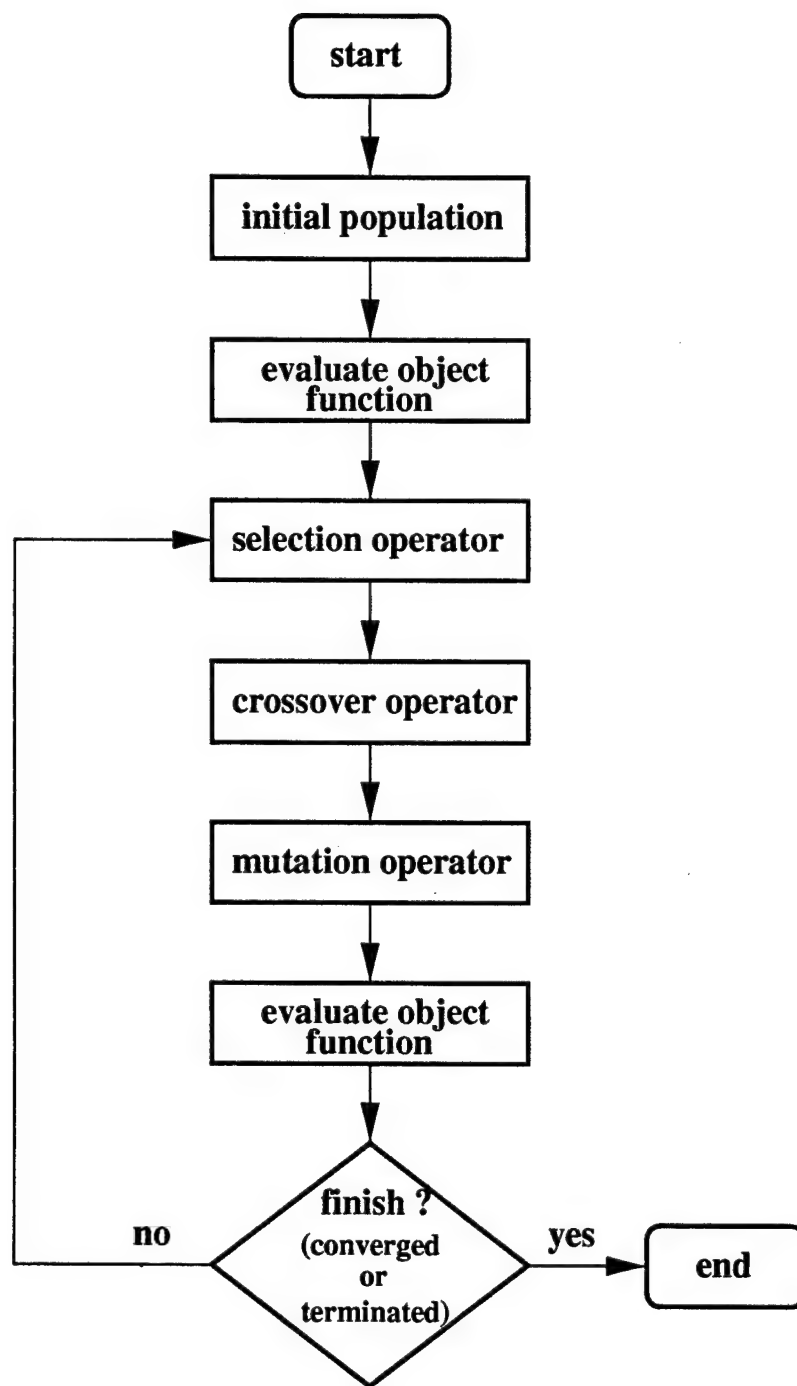 start
initial population
evaluate object
function
selection operator
crossover operator
mutation operator
evaluate object
function
finish ?
(converged
or
terminated)
no
yes
end